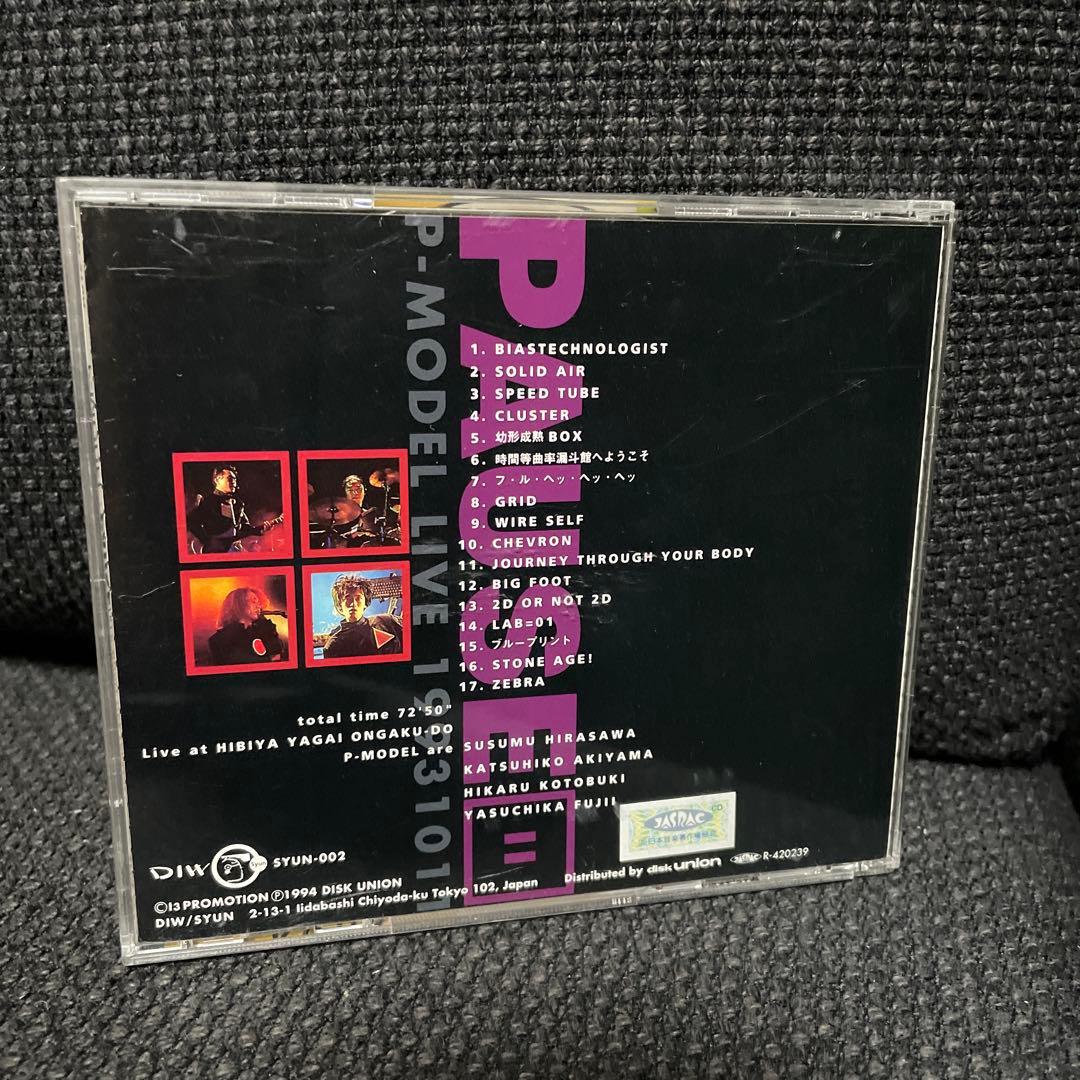 PAUSE
P-MODEL LIVE 19931011
1. BIASTECHNOLOGIST
2. SOLID AIR
3. SPEED TUBE
4. CLUSTER
5. 幼形成熟 BOX
6. 時間等曲率漏斗館へようこそ
7. フ・ル・ヘッ・ヘッ・ヘッ
8. GRID
9. WIRE SELF
10. CHEVRON
11. JOURNEY THROUGH YOUR BODY
12. BIG FOOT
13. 2D OR NOT 2D
14. LAB=01
15. ブループリント
16. STONE AGE!
17. ZEBRA
total time 72'50"
Live at HIBIYA YAGAI ONGAKU-DO
P-MODEL are SUSUMU HIRASAWA
KATSUHIKO AKIYAMA
HIKARU KOTOBUKI
YASUCHIKA FUJII
CD
JASRAC
DIW Syun SYUN-002
©I3 PROMOTION ℗1994 DISK UNION
DIW/SYUN 2-13-1 Iidabashi Chiyoda-ku Tokyo 102, Japan
Distributed by disk union JASRAC R-420239